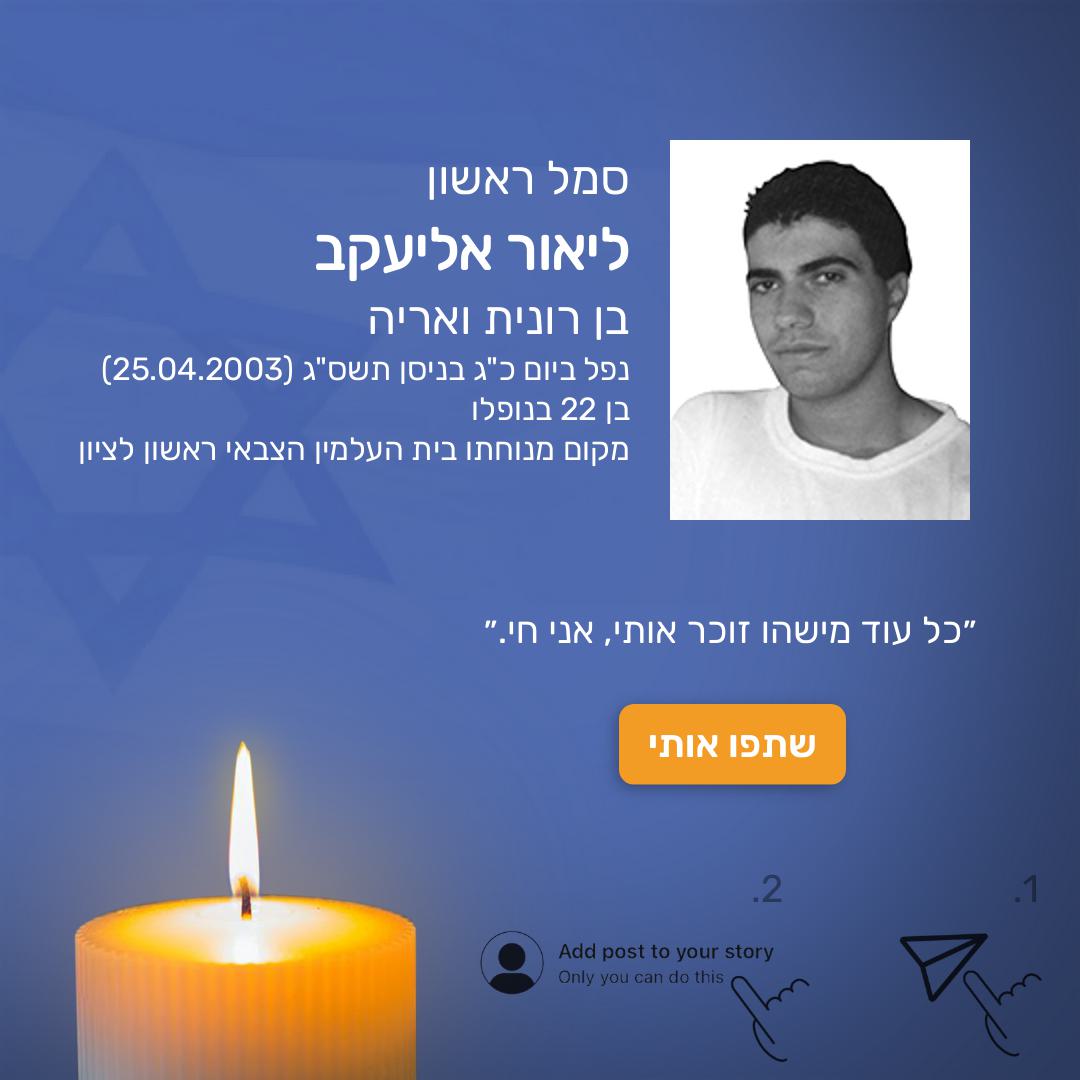 סמל ראשון
ליאור אליעקב
בן רונית ואריה
נפל ביום כ"ג בניסן תשס"ג (25.04.2003)
בן 22 בנופלו
מקום מנוחתו בית העלמין הצבאי ראשון לציון
״כל עוד מישהו זוכר אותי, אני חי.״
שתפו אותי
1.
2.
Add post to your story
Only you can do this